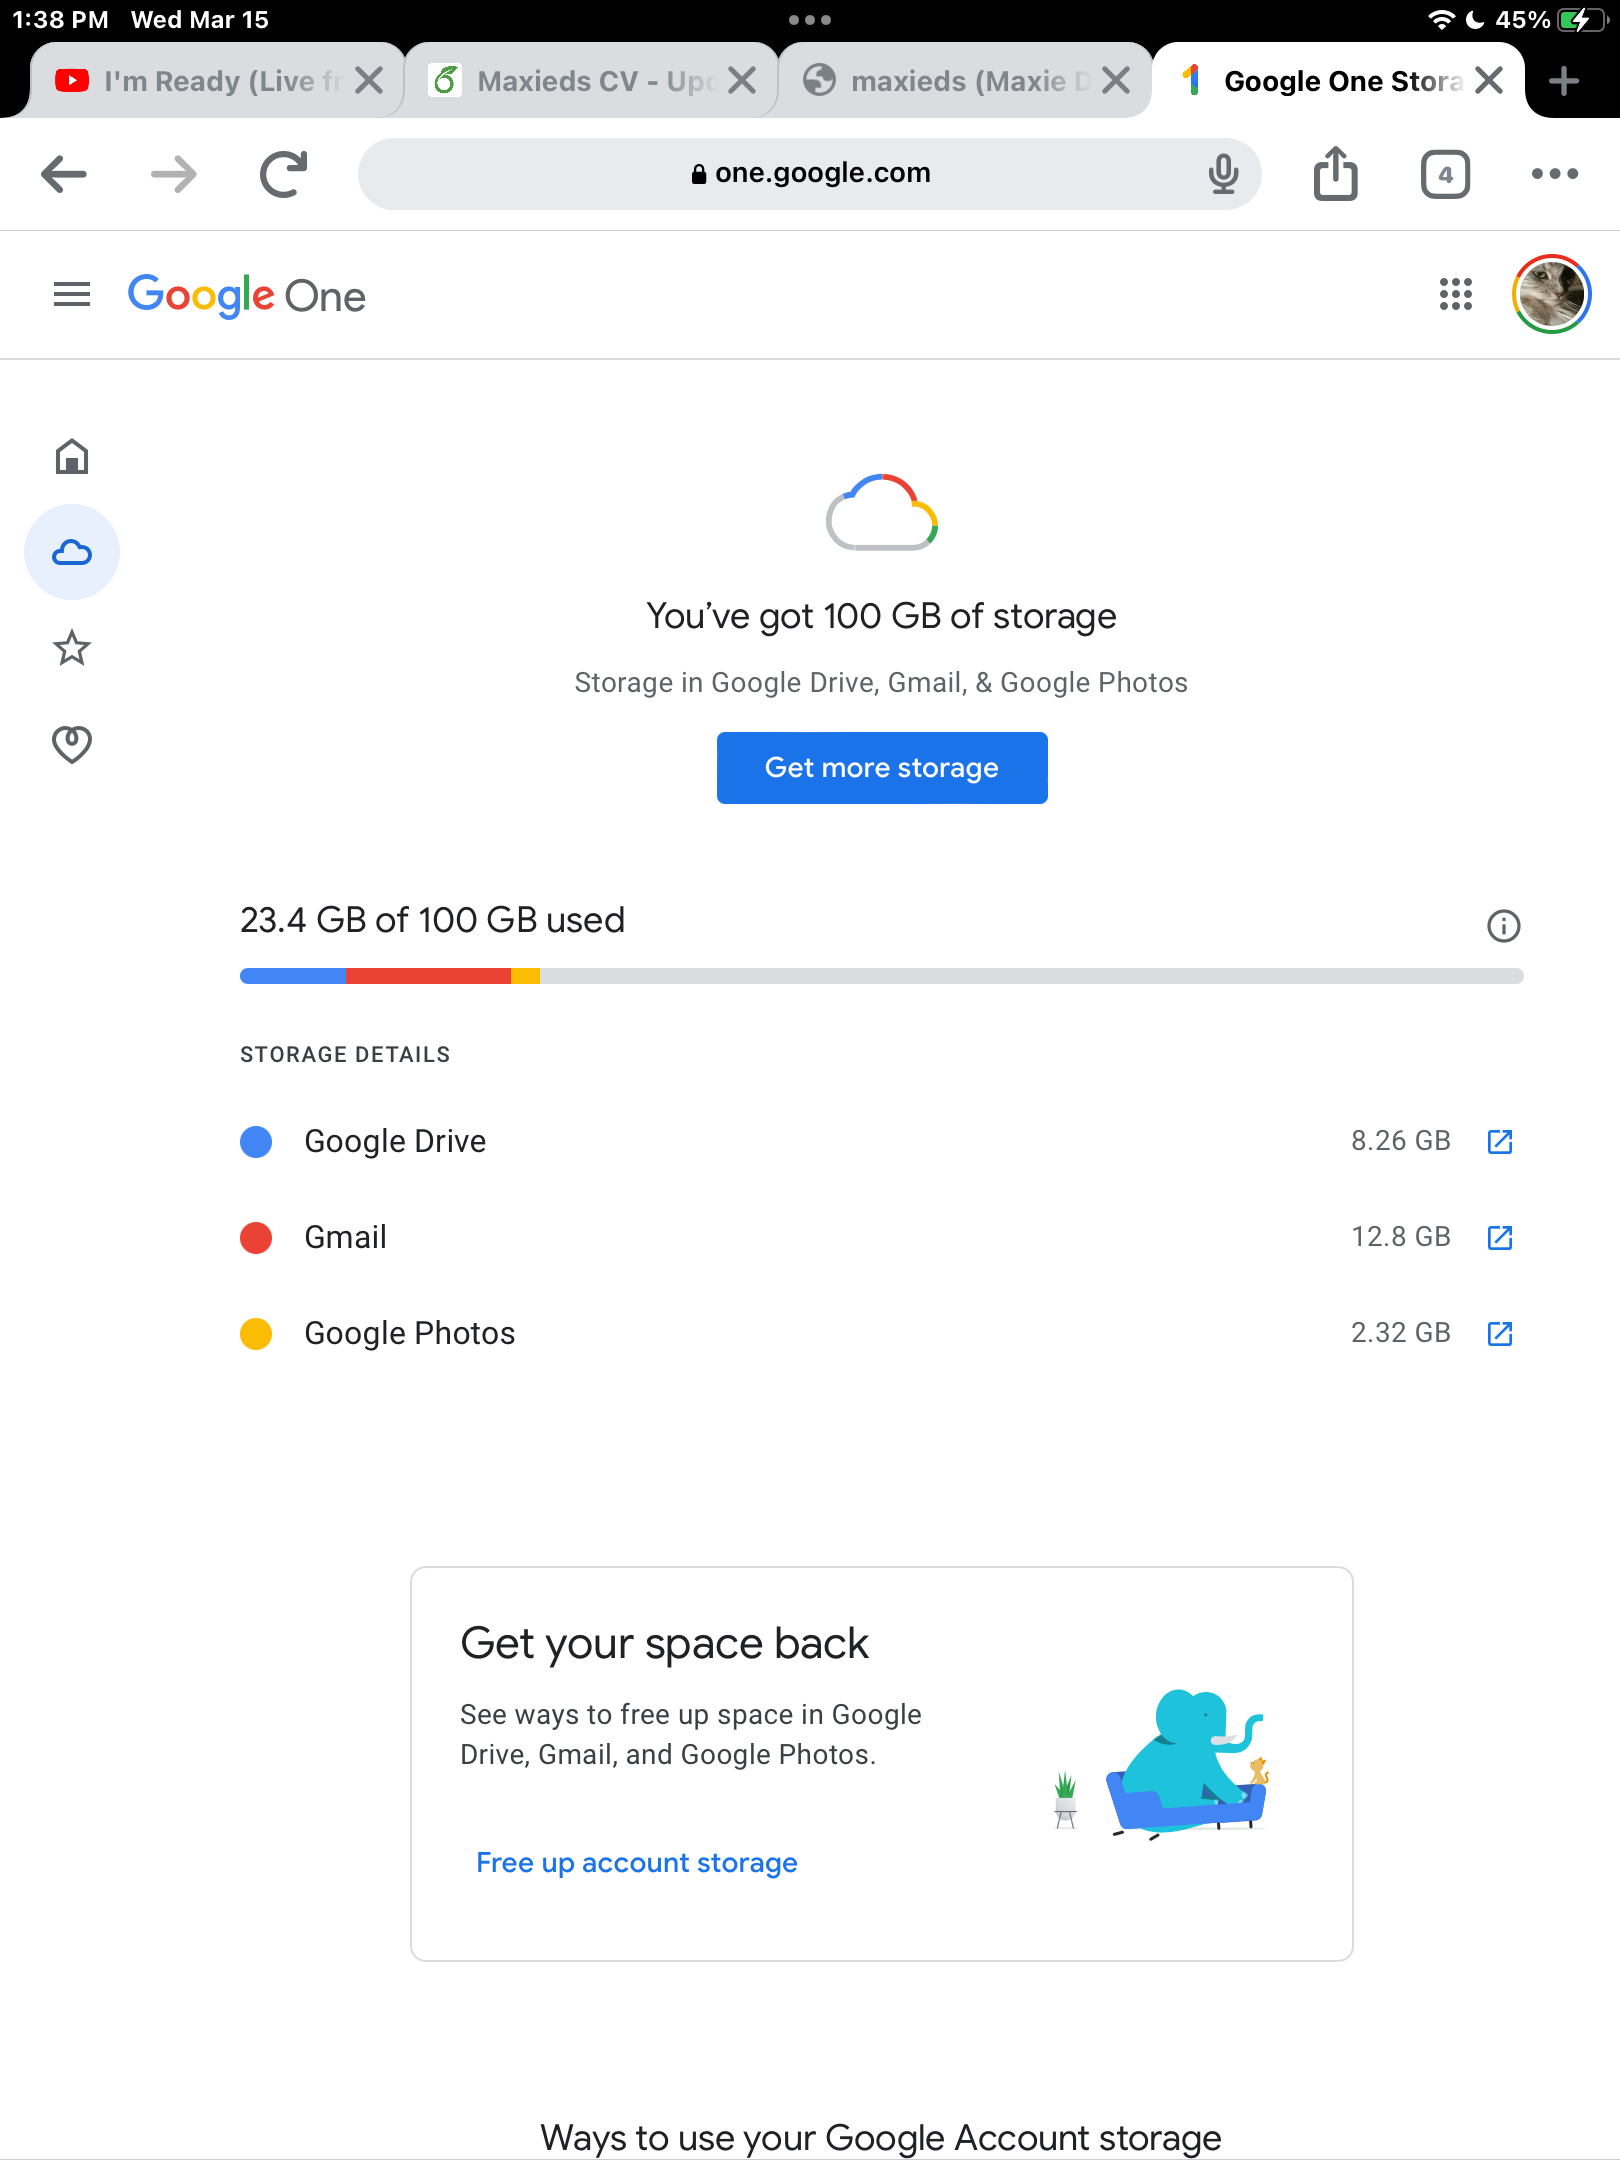 1:38 PM Wed Mar 15 45%
I'm Ready (Live fr Maxieds CV - Upd maxieds (Maxie D Google One Stora
one.google.com 4
Google One
You've got 100 GB of storage
Storage in Google Drive, Gmail, & Google Photos
Get more storage
23.4 GB of 100 GB used
STORAGE DETAILS
Google Drive 8.26 GB
Gmail 12.8 GB
Google Photos 2.32 GB
Get your space back
See ways to free up space in Google
Drive, Gmail, and Google Photos.
Free up account storage
Ways to use your Google Account storage